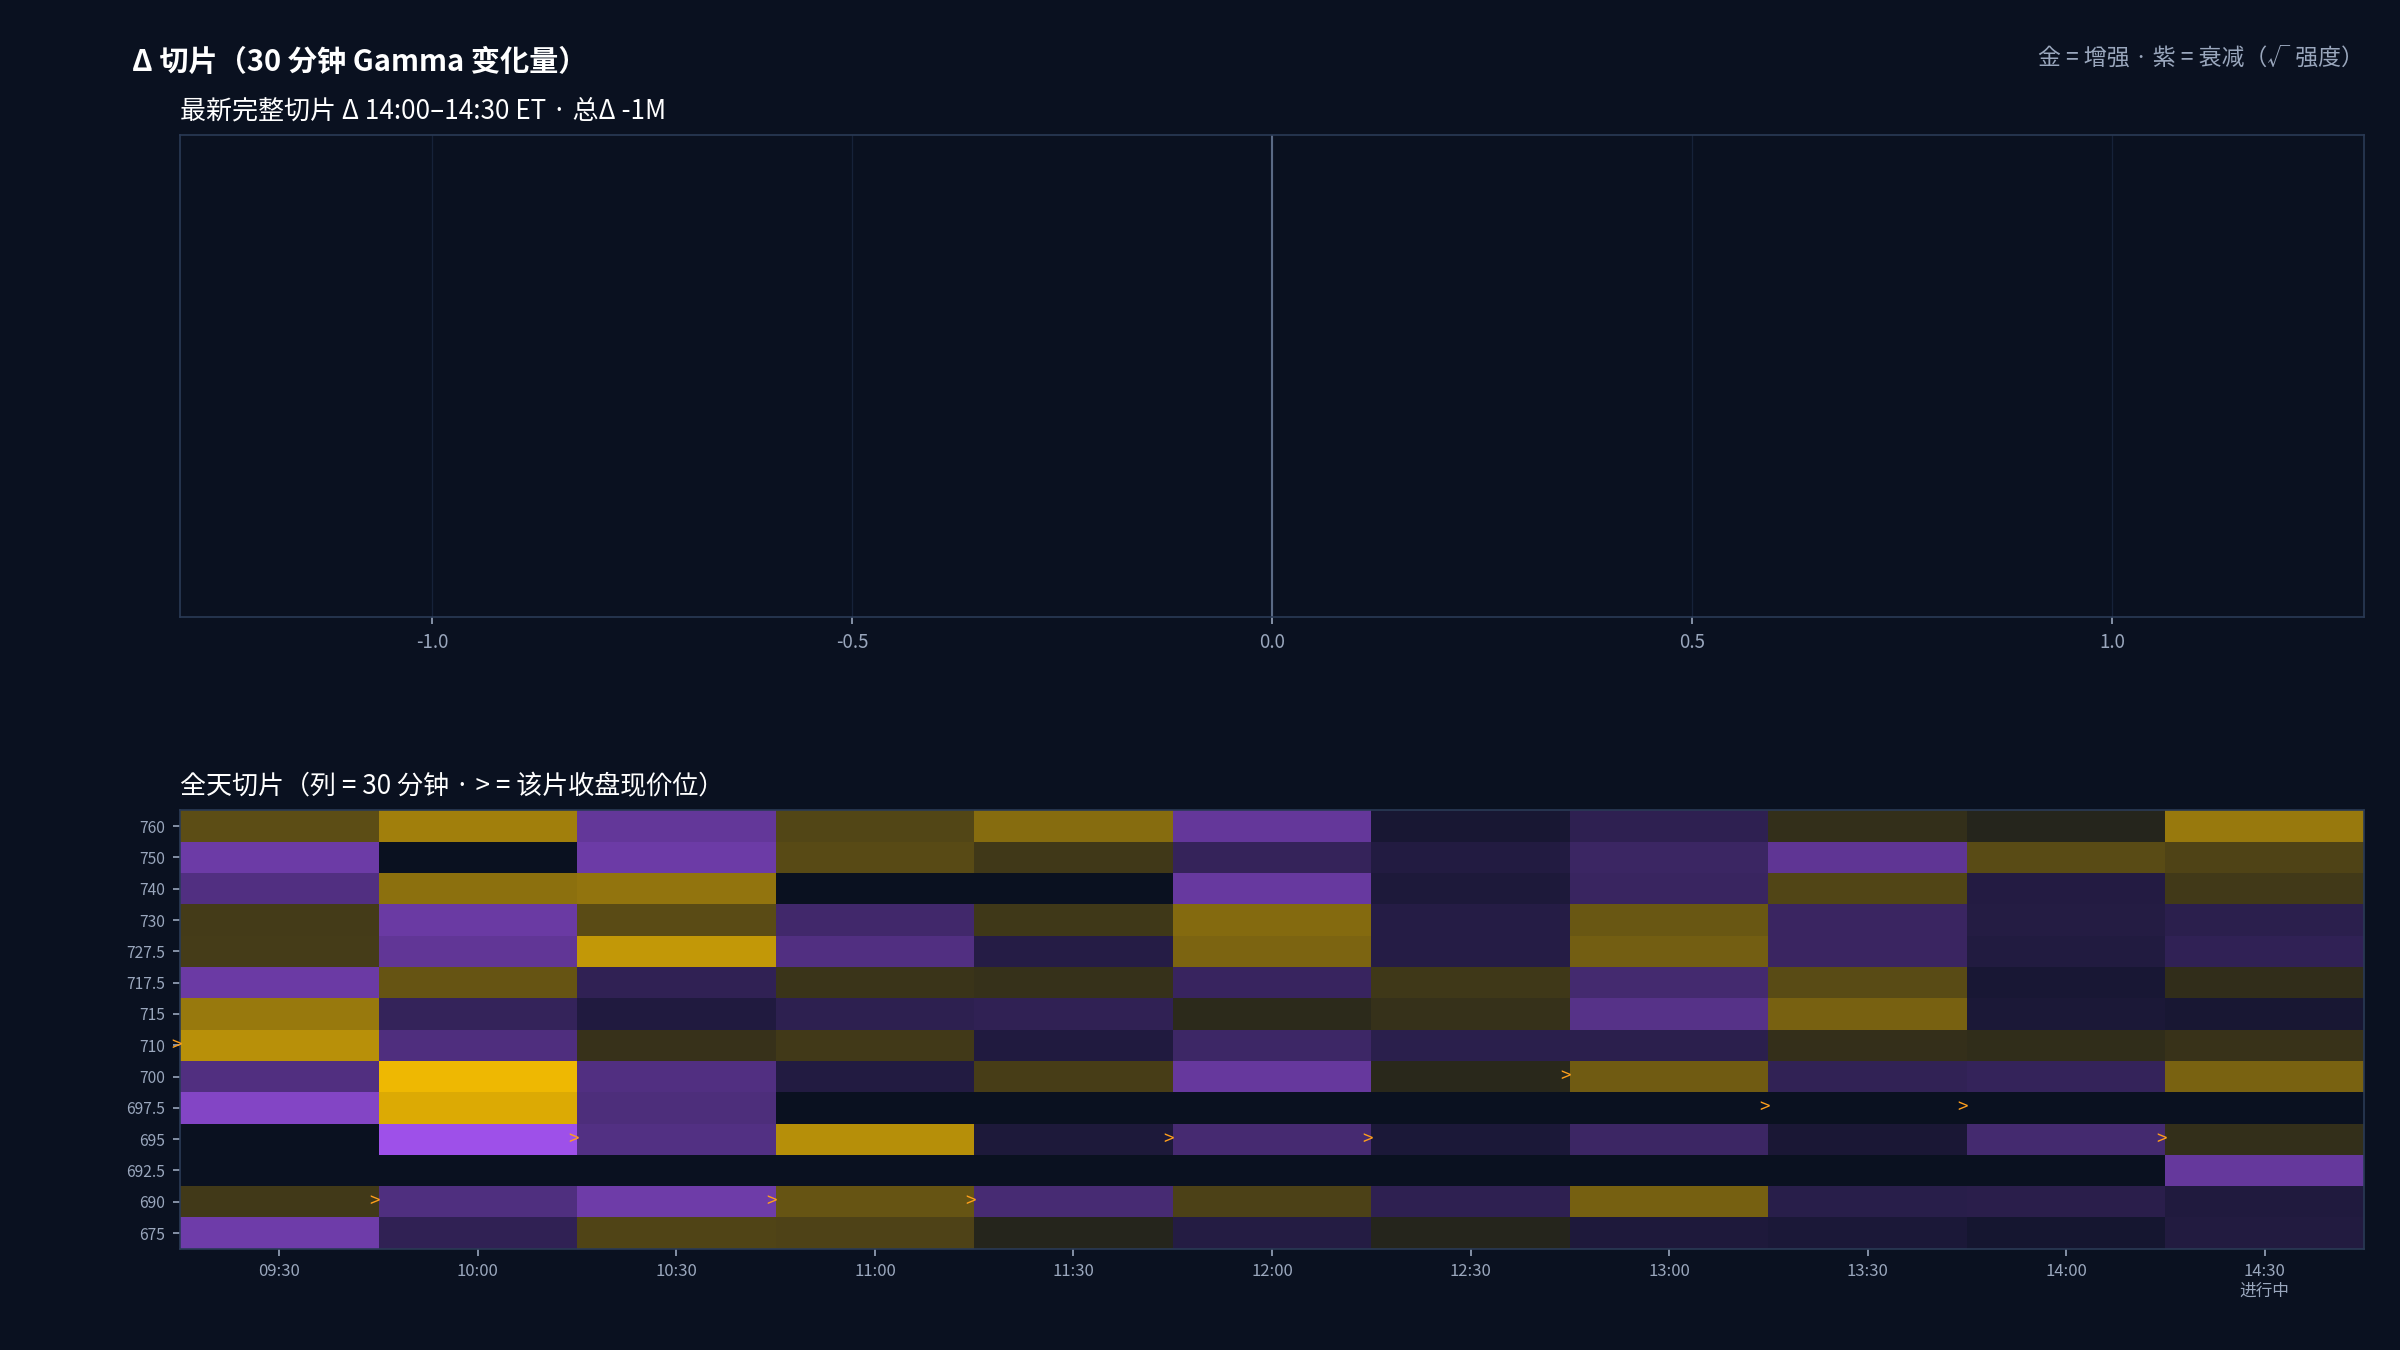 Δ 切片（30 分钟 Gamma 变化量）
金 = 增强 · 紫 = 衰减（√ 强度）
最新完整切片 Δ 14:00–14:30 ET · 总Δ -1M
-1.0 -0.5 0.0 0.5 1.0
全天切片（列 = 30 分钟 · > = 该片收盘现价位）
760
750
740
730
727.5
717.5
715
710 >
700 >
697.5 > >
695 > > > >
692.5
690 > > >
675
09:30 10:00 10:30 11:00 11:30 12:00 12:30 13:00 13:30 14:00 14:30
进行中